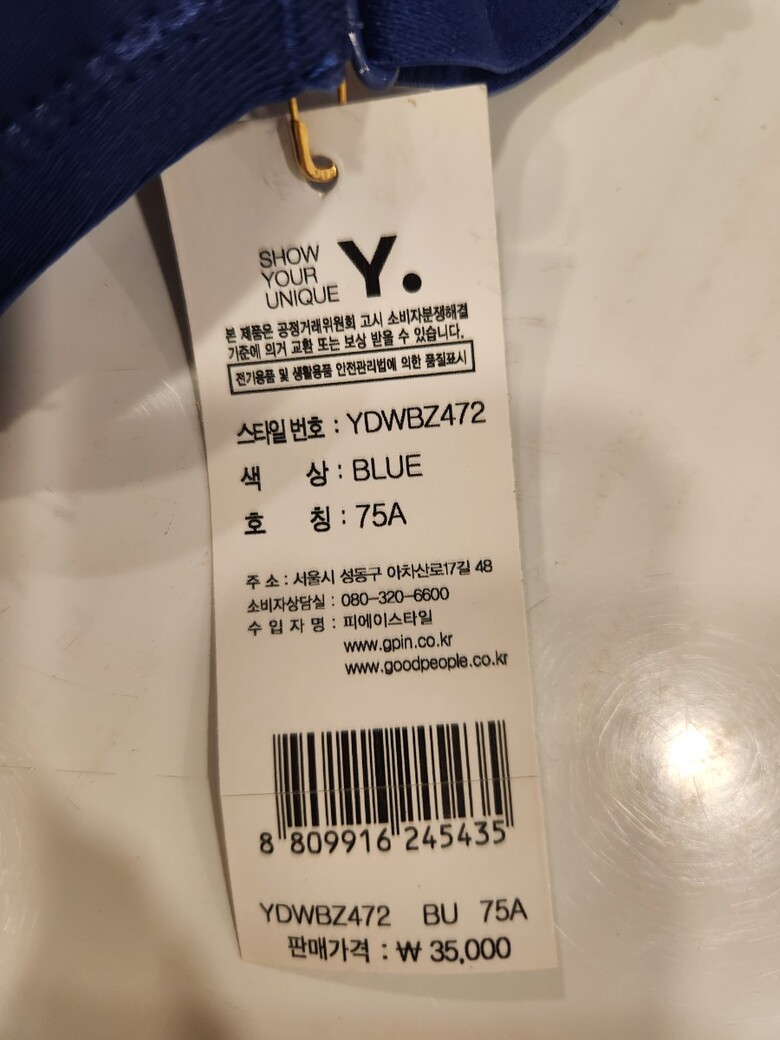 SHOW
YOUR
UNIQUE
Y.
본 제품은 공정거래위원회 고시 소비자분쟁해결
기준에 의거 교환 또는 보상 받을 수 있습니다.
전기용품 및 생활용품 안전관리법에 의한 품질표시
스타일번호 : YDWBZ472
색 상 : BLUE
호 칭 : 75A
주 소 : 서울시 성동구 아차산로17길 48
소비자상담실 : 080-320-6600
수 입 자 명 : 피에이스타일
www.gpin.co.kr
www.goodpeople.co.kr
8 809916 245435
YDWBZ472 BU 75A
판매가격 : ₩ 35,000